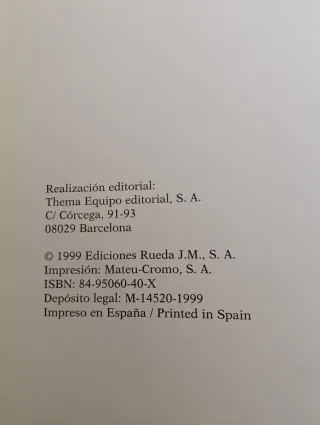 Realización editorial:
Thema Equipo editorial, S. A.
C/ Córcega, 91-93
08029 Barcelona
© 1999 Ediciones Rueda J.M., S. A.
Impresión: Mateu-Cromo, S. A.
ISBN: 84-95060-40-X
Depósito legal: M-14520-1999
Impreso en España / Printed in Spain